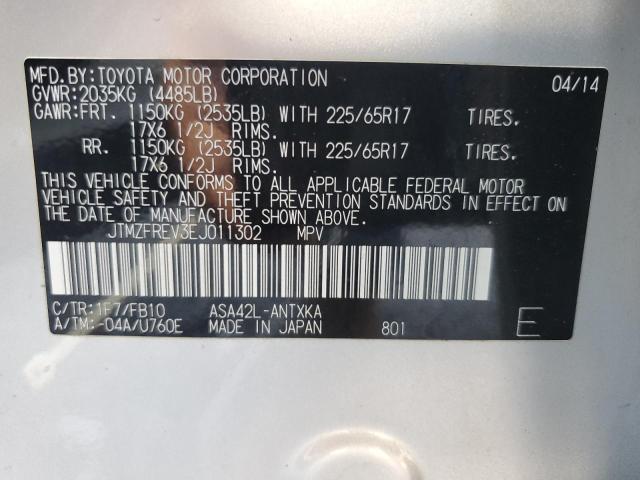 MFD.BY:TOYOTA MOTOR CORPORATION 04/14
GVWR:2035KG (4485LB)
GAWR:FRT. 1150KG (2535LB) WITH 225/65R17 TIRES.
17X6 1/2J RIMS.
RR. 1150KG (2535LB) WITH 225/65R17 TIRES.
17X6 1/2J RIMS.
THIS VEHICLE CONFORMS TO ALL APPLICABLE FEDERAL MOTOR
VEHICLE SAFETY AND THEFT PREVENTION STANDARDS IN EFFECT ON
THE DATE OF MANUFACTURE SHOWN ABOVE.
JTMZFREV3EJ011302 MPV
C/TR:1F7/FB10 ASA42L-ANTXKA
A/TM:-04A/U760E MADE IN JAPAN 801 E